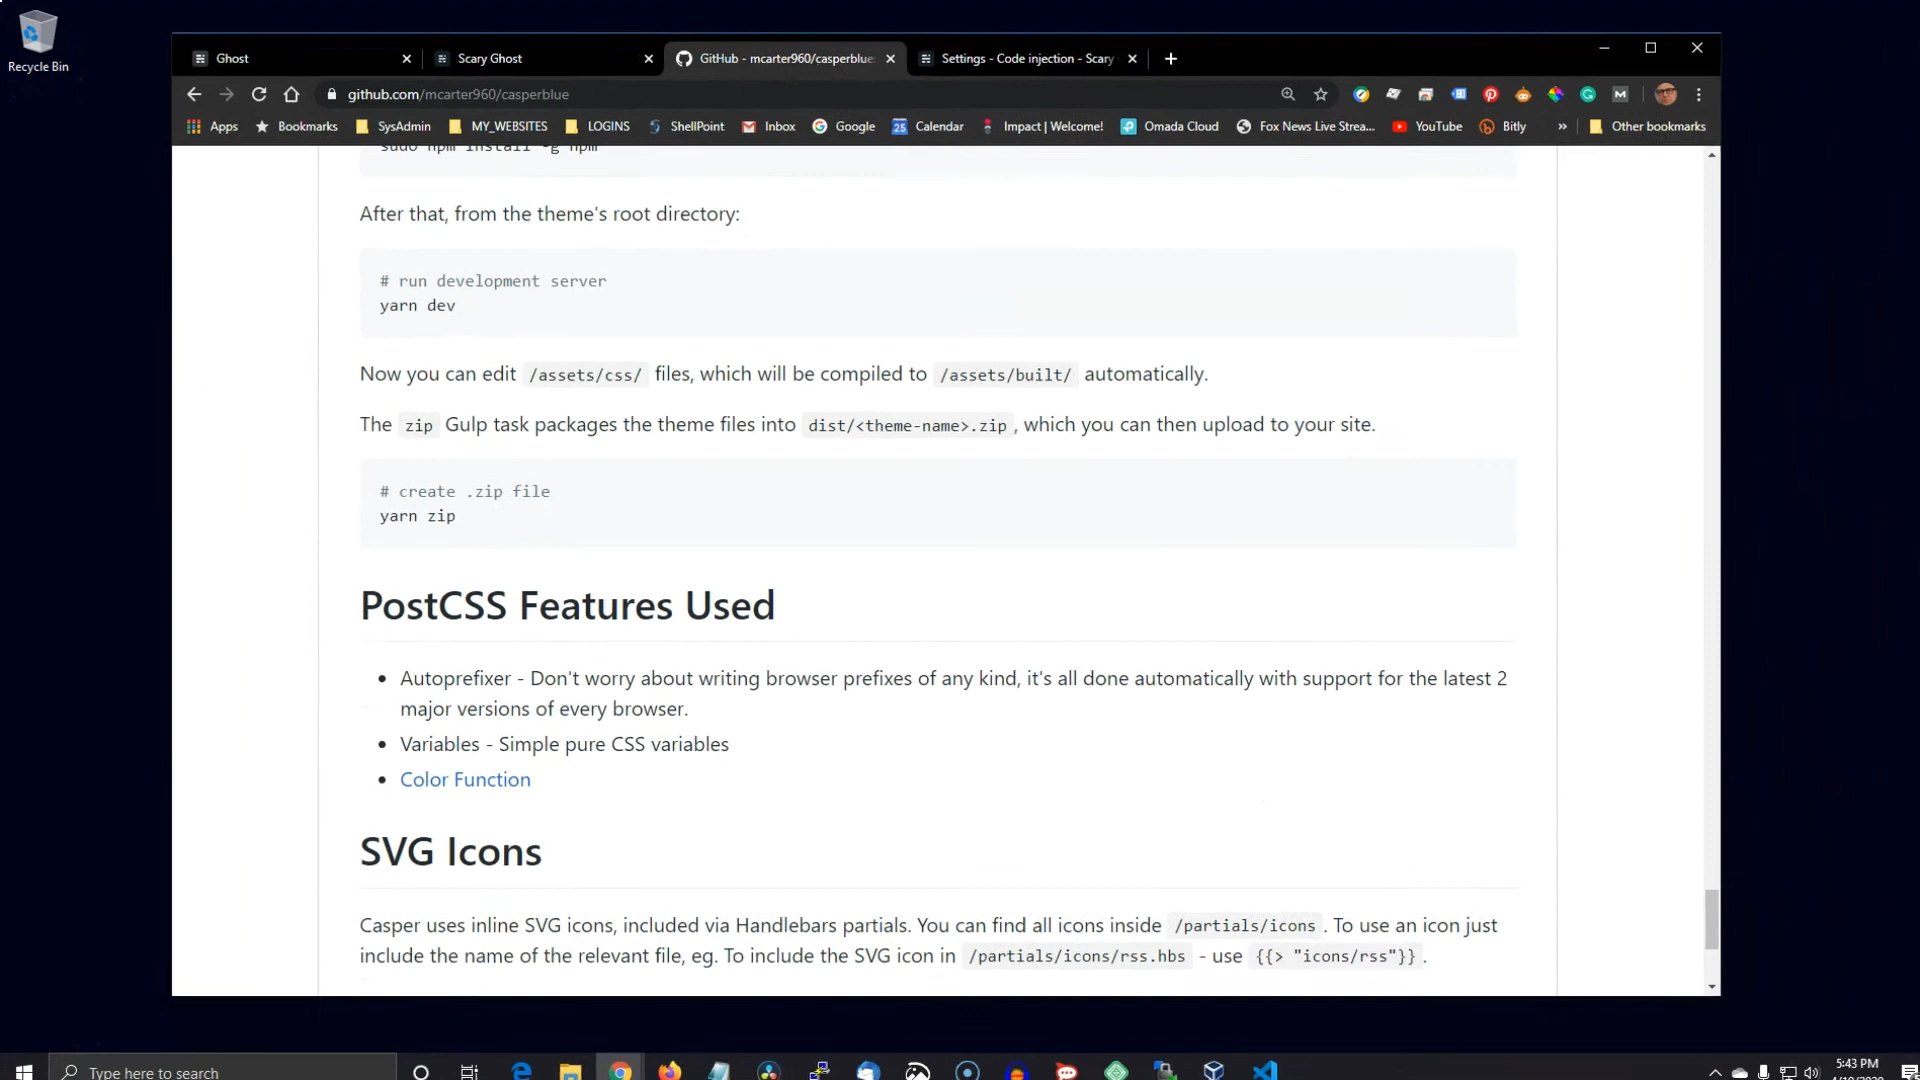 Recycle Bin
Ghost
Scary Ghost
GitHub - mcarter960/casperblue:
Settings - Code injection - Scary
github.com/mcarter960/casperblue
Apps
Bookmarks
SysAdmin
MY_WEBSITES
LOGINS
ShellPoint
Inbox
Google
Calendar
Impact | Welcome!
Omada Cloud
Fox News Live Strea...
YouTube
Bitly
»
Other bookmarks
sudo npm install -g npm
After that, from the theme's root directory:
# run development server
yarn dev
Now you can edit /assets/css/ files, which will be compiled to /assets/built/ automatically.
The zip Gulp task packages the theme files into dist/<theme-name>.zip , which you can then upload to your site.
# create .zip file
yarn zip
PostCSS Features Used
• Autoprefixer - Don't worry about writing browser prefixes of any kind, it's all done automatically with support for the latest 2
major versions of every browser.
• Variables - Simple pure CSS variables
• Color Function
SVG Icons
Casper uses inline SVG icons, included via Handlebars partials. You can find all icons inside /partials/icons . To use an icon just
include the name of the relevant file, eg. To include the SVG icon in /partials/icons/rss.hbs - use {{> "icons/rss"}} .
Type here to search
5:43 PM